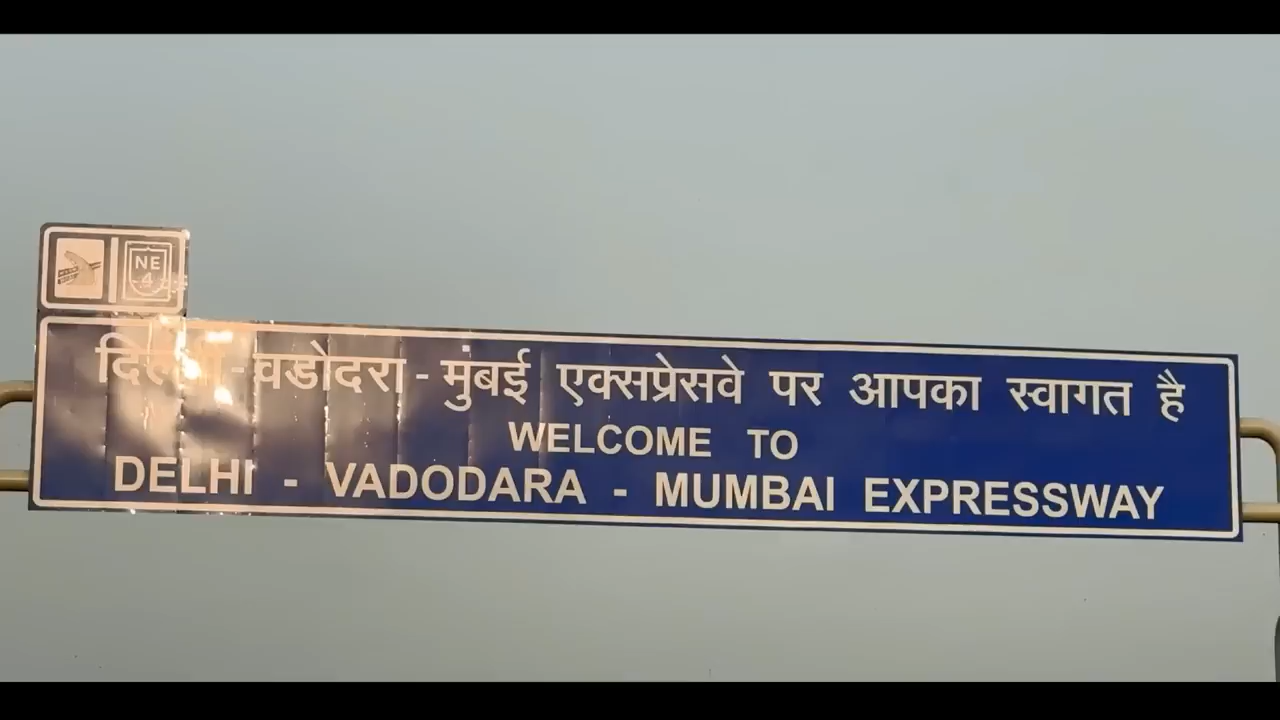 NE
4
दिल्ली - वडोदरा - मुंबई एक्सप्रेसवे पर आपका स्वागत है
WELCOME TO
DELHI - VADODARA - MUMBAI EXPRESSWAY